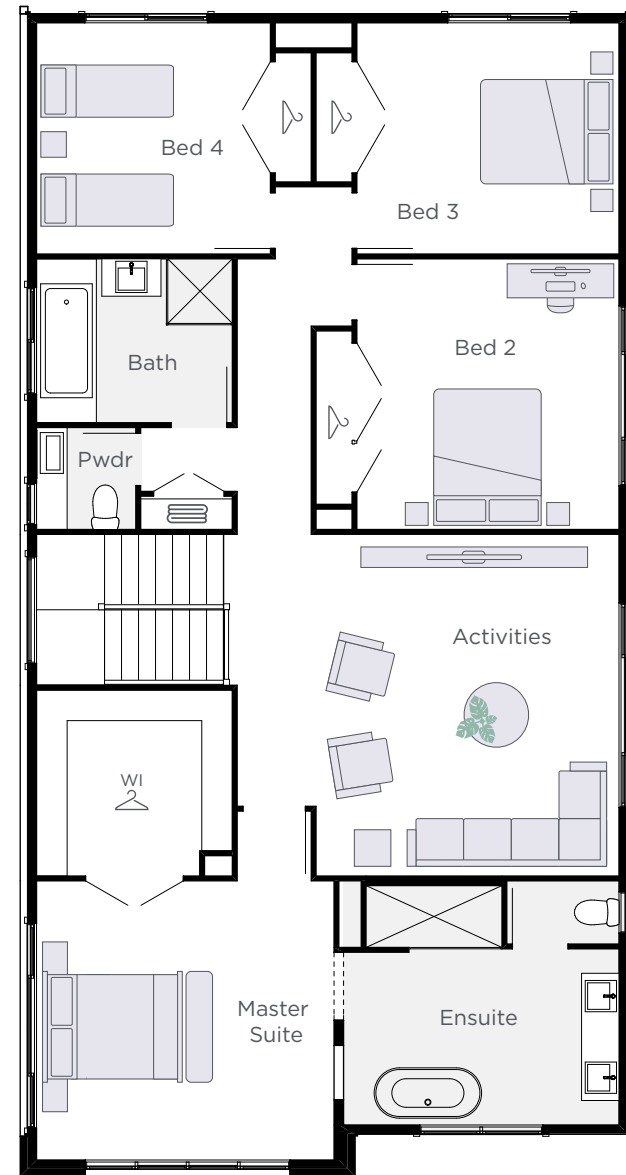 Bed 4
Bed 3
Bed 2
Bath
Pwdr
Activities
WI
Master
Suite
Ensuite